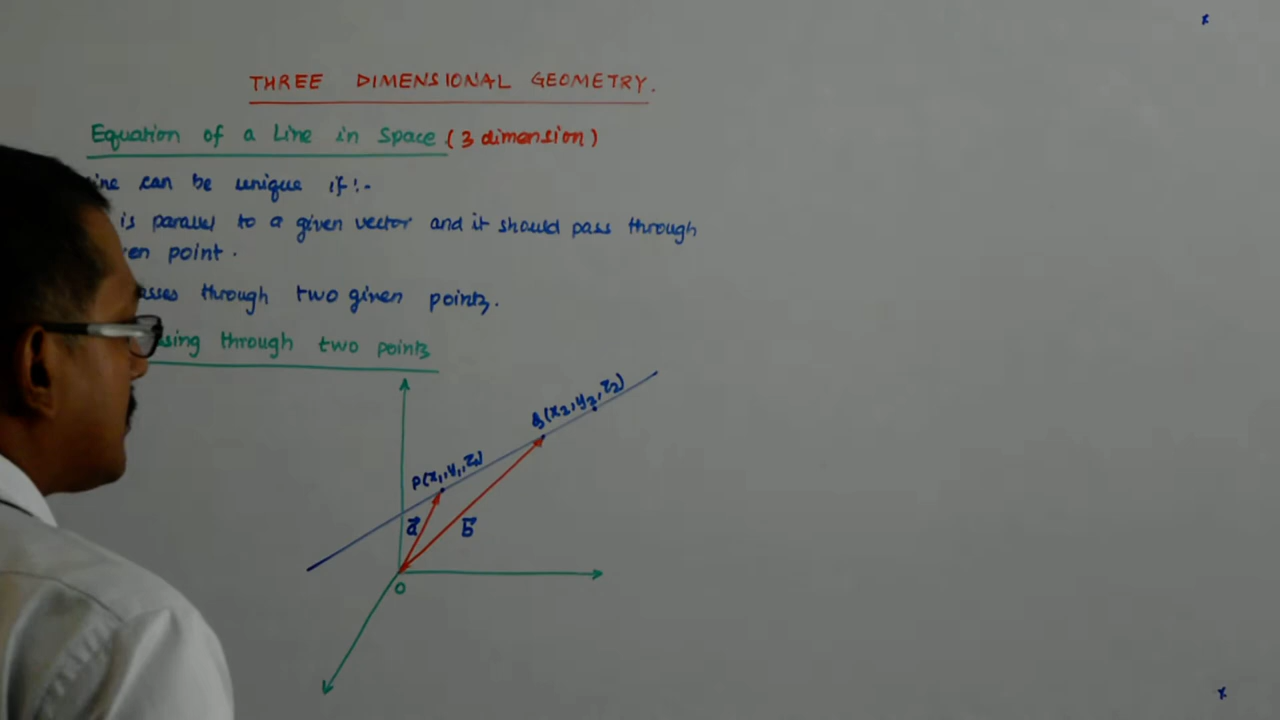 THREE DIMENSIONAL GEOMETRY.
Equation of a Line in Space (3 dimension)
can be unique if :-
is parallel to a given vector and it should pass through
point.
through two given points.
through two points
Q(x₂, y₂, z₂)
P(x₁, y₁, z₁)
a⃗ b⃗
O